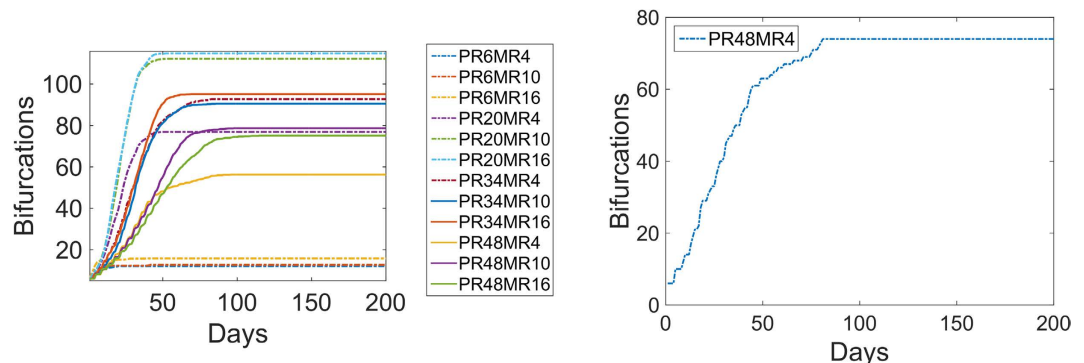 Bifurcations
100
80
60
40
20
50
100
150
200
Days
PR6MR4
PR6MR10
PR6MR16
PR20MR4
PR20MR10
PR20MR16
PR34MR4
PR34MR10
PR34MR16
PR48MR4
PR48MR10
PR48MR16
PR48MR4
Bifurcations
80
60
40
20
0
0
50
100
150
200
Days